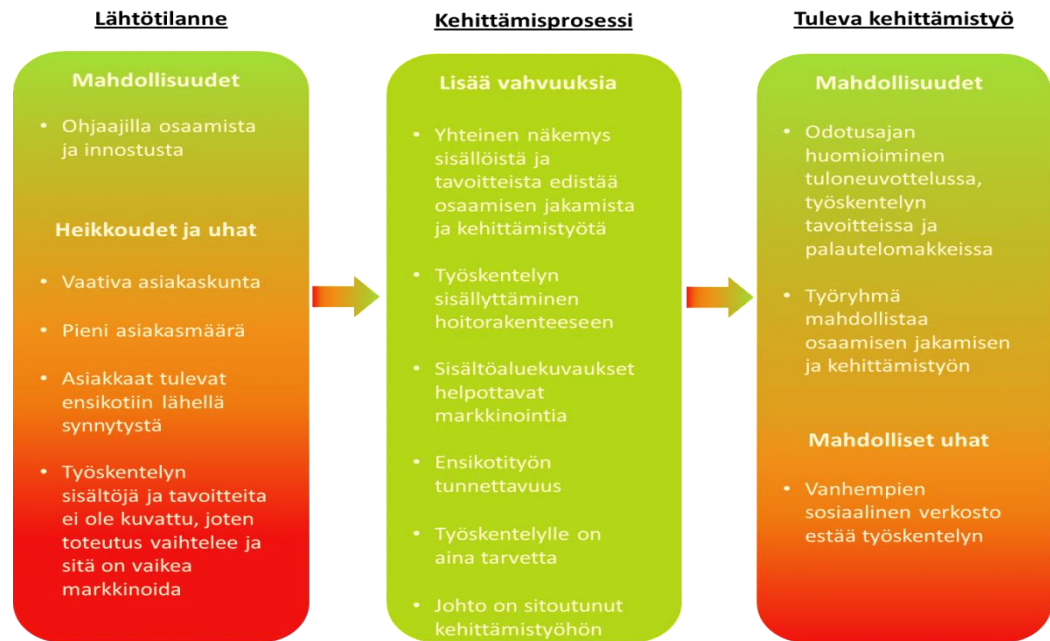 Lähtötilanne
Mahdollisuudet
• Ohjaajilla osaamista
ja innostusta
Heikkoudet ja uhat
• Vaativa asiakaskunta
• Pieni asiakasmäärä
• Asiakkaat tulevat
ensikotiin lähellä
synnytystä
• Työskentelyn
sisältöjä ja tavoitteita
ei ole kuvattu, joten
toteutus vaihtelee ja
sitä on vaikea
markkinoida
Kehittämisprosessi
Lisää vahvuuksia
• Yhteinen näkemys
sisällöistä ja
tavoitteista edistää
osaamisen jakamista
ja kehittämistyötä
• Työskentelyn
sisällyttäminen
hoitorakenteeseen
• Sisältöaluekuvaukset
helpottavat
markkinointia
• Ensikotityön
tunnettavuus
• Työskentelylle on
aina tarvetta
• Johto on sitoutunut
kehittämistyöhön
Tuleva kehittämistyö
Mahdollisuudet
• Odotusajan
huomioiminen
tuloneuvottelussa,
työskentelyn
tavoitteissa ja
palautelomakkeissa
• Työryhmä
mahdollistaa
osaamisen jakamisen
ja kehittämistyön
Mahdolliset uhat
• Vanhempien
sosiaalinen verkosto
estää työskentelyn